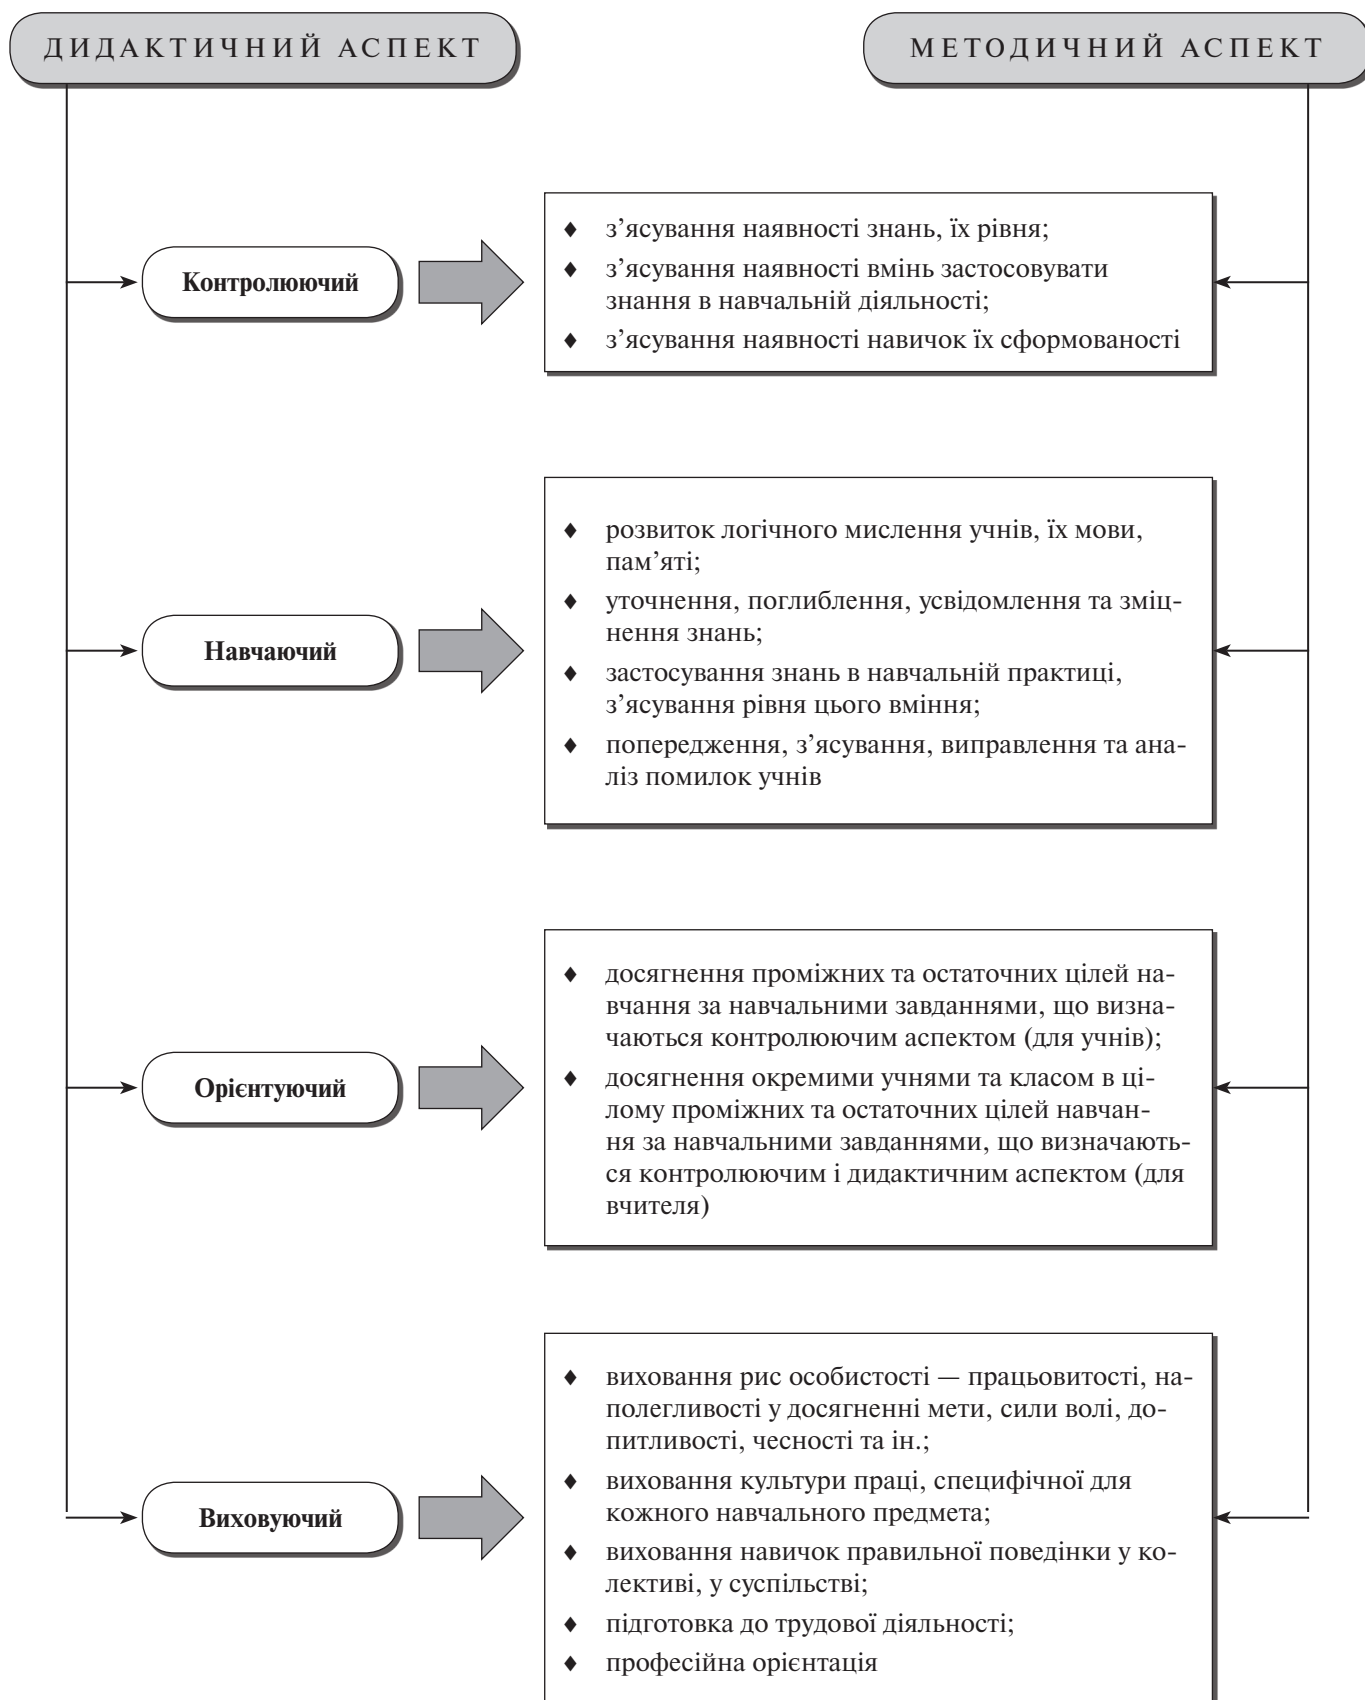 ДИДАКТИЧНИЙ АСПЕКТ
МЕТОДИЧНИЙ АСПЕКТ
Контролюючий
♦ з’ясування наявності знань, їх рівня;
♦ з’ясування наявності вмінь застосовувати
знання в навчальній діяльності;
♦ з’ясування наявності навичок їх сформованості
Навчаючий
♦ розвиток логічного мислення учнів, їх мови,
пам’яті;
♦ уточнення, поглиблення, усвідомлення та зміц-
нення знань;
♦ застосування знань в навчальній практиці,
з’ясування рівня цього вміння;
♦ попередження, з’ясування, виправлення та ана-
ліз помилок учнів
Орієнтуючий
♦ досягнення проміжних та остаточних цілей на-
вчання за навчальними завданнями, що визна-
чаються контролюючим аспектом (для учнів);
♦ досягнення окремими учнями та класом в ці-
лому проміжних та остаточних цілей навчан-
ня за навчальними завданнями, що визначають-
ся контролюючим і дидактичним аспектом (для
вчителя)
Виховуючий
♦ виховання рис особистості — працьовитості, на-
полегливості у досягненні мети, сили волі, до-
питливості, чесності та ін.;
♦ виховання культури праці, специфічної для
кожного навчального предмета;
♦ виховання навичок правильної поведінки у ко-
лективі, у суспільстві;
♦ підготовка до трудової діяльності;
♦ професійна орієнтація